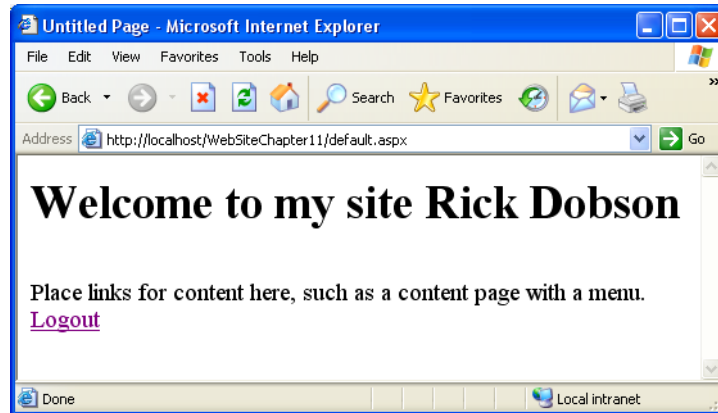 Untitled Page - Microsoft Internet Explorer
File Edit View Favorites Tools Help
Back Search Favorites
Address http://localhost/WebSiteChapter11/default.aspx Go
Welcome to my site Rick Dobson
Place links for content here, such as a content page with a menu.
Logout
Done Local intranet